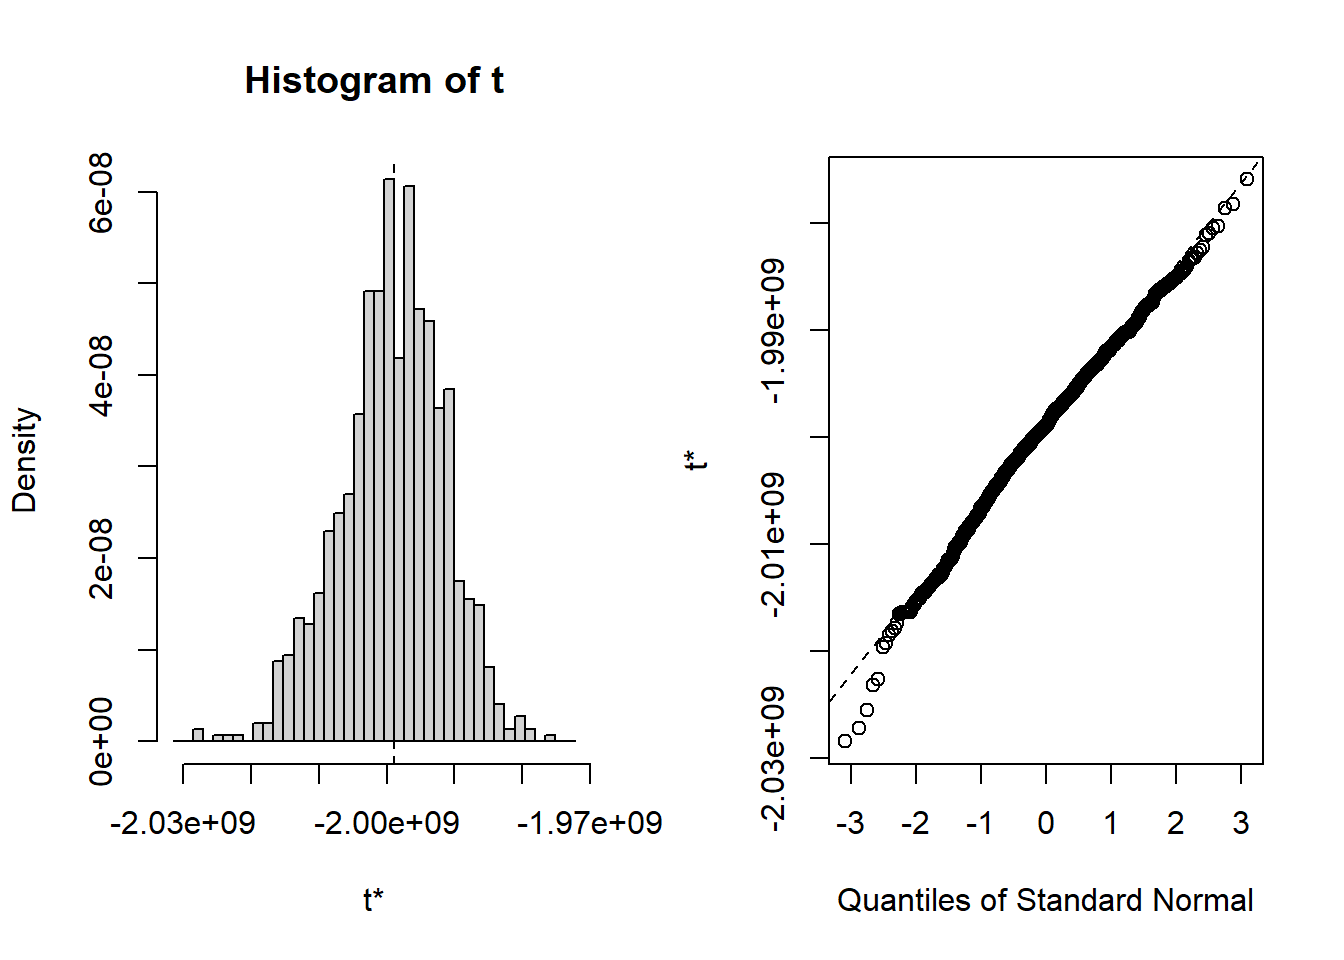 Histogram of t
Density
0e+00
2e-08
4e-08
6e-08
-2.03e+09
-2.00e+09
-1.97e+09
t*
t*
-2.03e+09
-2.01e+09
-1.99e+09
-3
-2
-1
0
1
2
3
Quantiles of Standard Normal